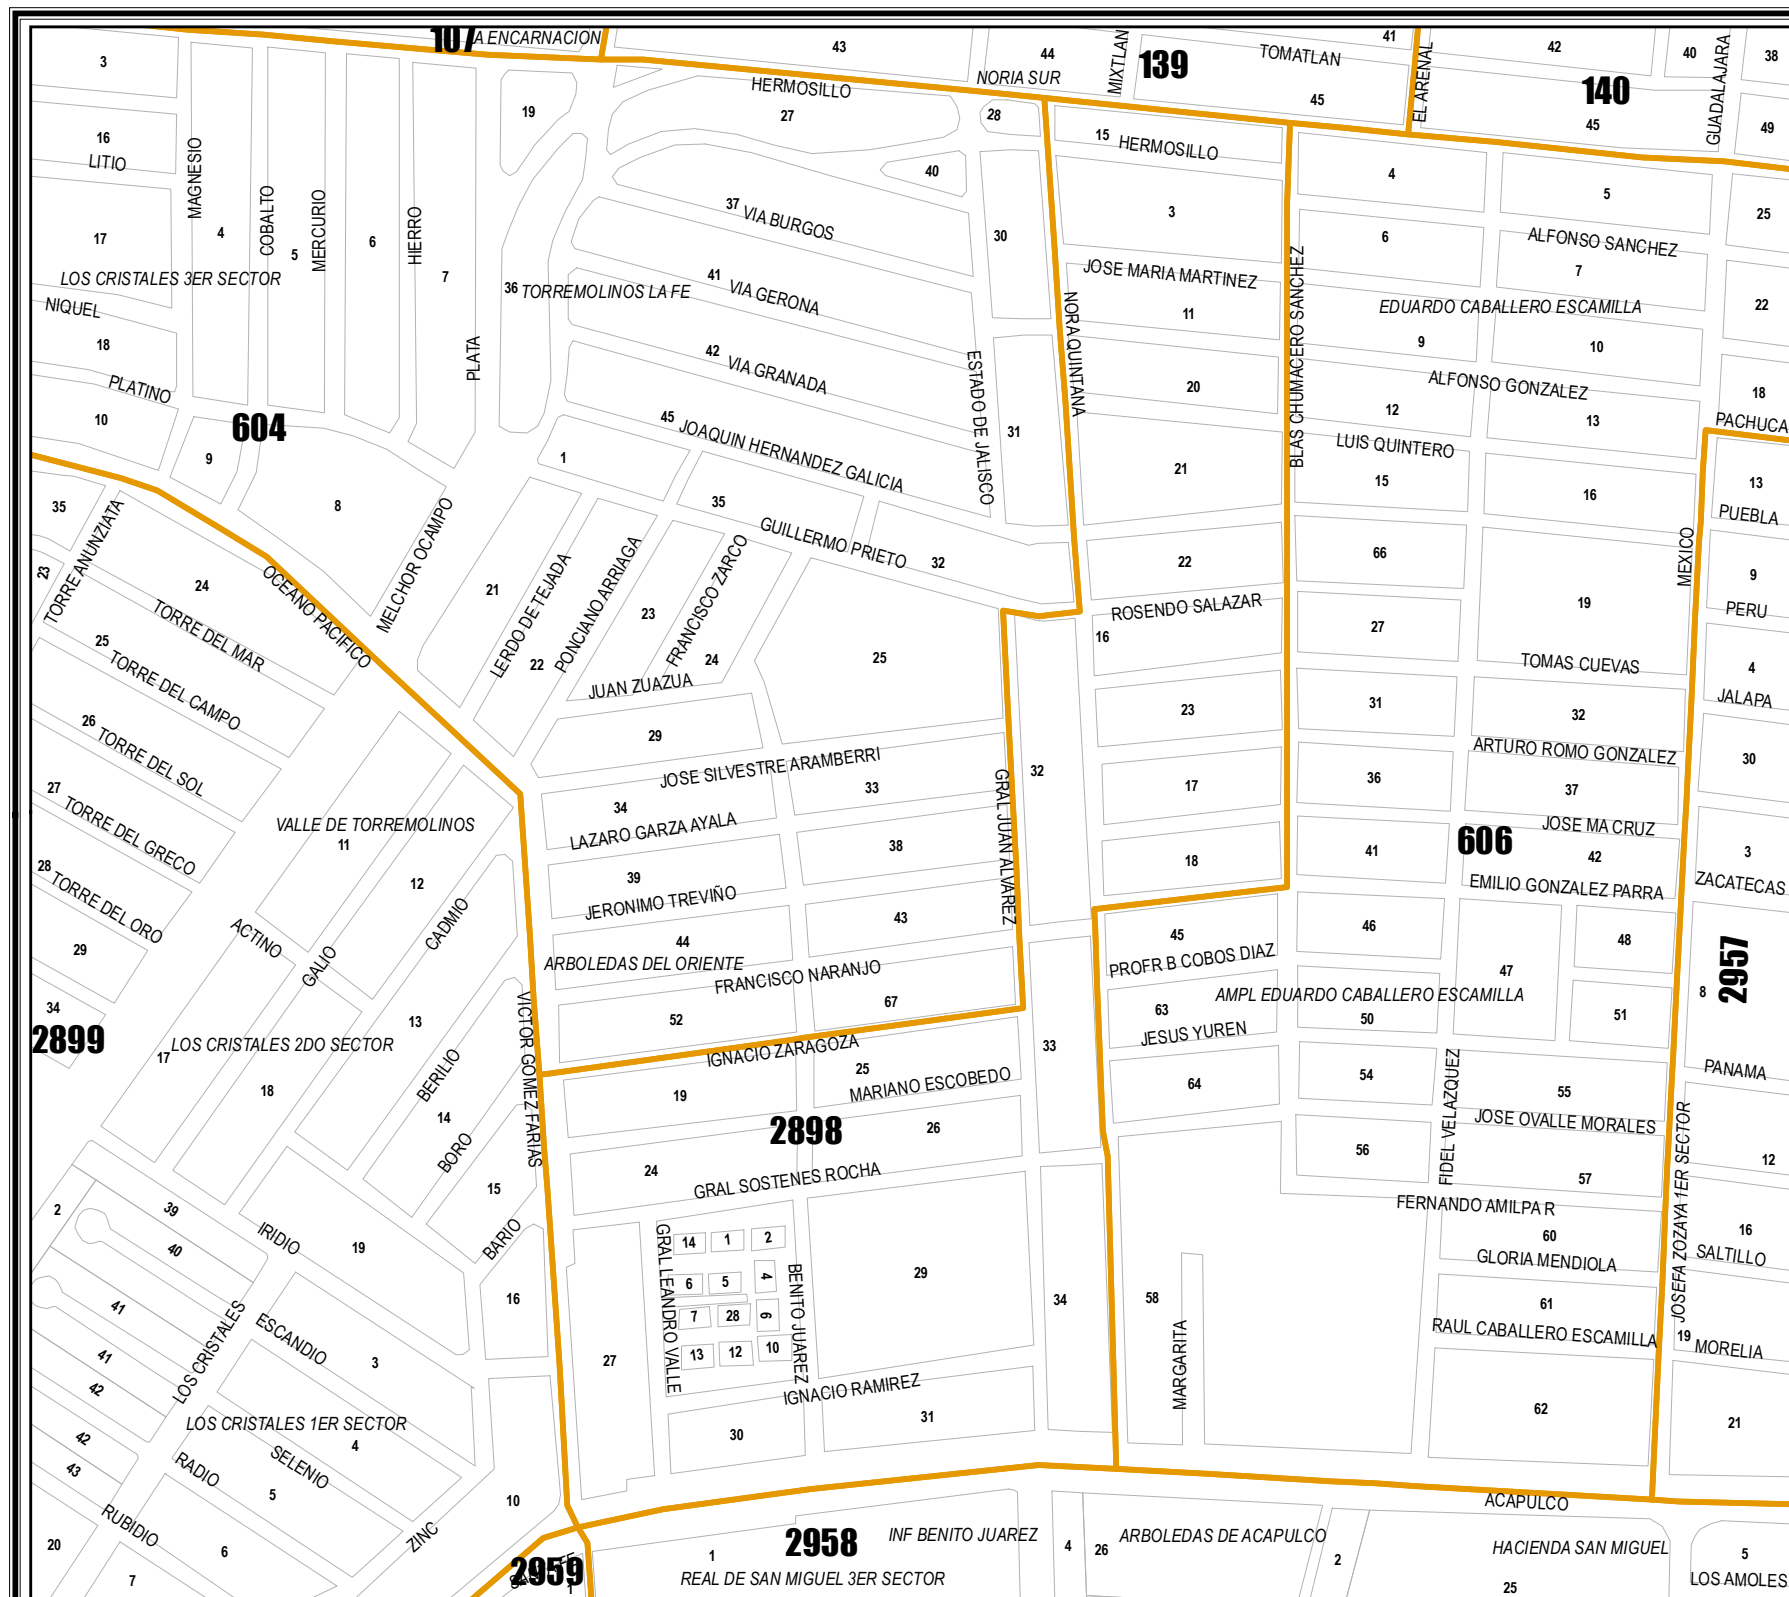 107
A ENCARNACION
43
44
NORIA SUR
MIXTLAN
139
TOMATLAN
41
45
EL ARENAL
42
140
45
40
GUADALAJARA
38
49
3
16
LITIO
MAGNESIO
COBALTO
MERCURIO
HIERRO
PLATA
19
HERMOSILLO
27
28
40
15
HERMOSILLO
4
5
25
17
4
5
6
7
LOS CRISTALES 3ER SECTOR
36
TORREMOLINOS LA FE
37
VIA BURGOS
30
3
6
ALFONSO SANCHEZ
7
41
VIA GERONA
JOSE MARIA MARTINEZ
11
BLAS CHUMACERO SANCHEZ
EDUARDO CABALLERO ESCAMILLA
22
NIQUEL
18
PLATINO
10
42
VIA GRANADA
ESTADO DE JALISCO
NORA QUINTANA
20
9
10
ALFONSO GONZALEZ
12
13
18
PACHUCA
604
9
8
1
45
JOAQUIN HERNANDEZ GALICIA
31
21
LUIS QUINTERO
15
16
13
PUEBLA
35
TORRE ANUNZIATA
23
24
OCEANO PACIFICO
MELCHOR OCAMPO
21
LERDO DE TEJADA
22
PONCIANO ARRIAGA
23
FRANCISCO ZARCO
24
35
GUILLERMO PRIETO
32
22
66
19
MEXICO
9
PERU
25
TORRE DEL MAR
TORRE DEL CAMPO
26
TORRE DEL SOL
27
TORRE DEL GRECO
28
TORRE DEL ORO
29
34
2899
JUAN ZUAZUA
25
29
ROSENDO SALAZAR
16
27
TOMAS CUEVAS
4
JALAPA
23
31
32
ARTURO ROMO GONZALEZ
30
JOSE SILVESTRE ARAMBERRI
34
33
GRAL JUAN ALVAREZ
32
17
36
37
JOSE MA CRUZ
606
VALLE DE TORREMOLINOS
11
12
LAZARO GARZA AYALA
38
39
JERONIMO TREVIÑO
18
41
42
EMILIO GONZALEZ PARRA
3
ZACATECAS
ACTINO
GALIO
CADMIO
44
43
ARBOLEDAS DEL ORIENTE
FRANCISCO NARANJO
45
PROFR B COBOS DIAZ
46
47
48
2957
8
52
67
63
AMPL EDUARDO CABALLERO ESCAMILLA
50
51
JESUS YUREN
17
LOS CRISTALES 2DO SECTOR
13
18
BERILIO
14
BORO
15
VICTOR GOMEZ FARIAS
IGNACIO ZARAGOZA
25
19
MARIANO ESCOBEDO
33
64
54
FIDEL VELAZQUEZ
55
PANAMA
2898
26
24
GRAL SOSTENES ROCHA
JOSE OVALLE MORALES
56
57
JOSEFA ZOZAYA 1ER SECTOR
12
2
39
40
IRIDIO
19
BARIO
16
FERNANDO AMILPA R
60
GLORIA MENDIOLA
16
SALTILLO
GRAL LEANDRO VALLE
14
1
2
6
5
4
7
28
9
13
12
10
BENITO JUAREZ
29
34
58
MARGARITA
61
RAUL CABALLERO ESCAMILLA
19
MORELIA
41
41
42
LOS CRISTALES
ESCANDIO
3
27
IGNACIO RAMIREZ
31
30
62
21
42
43
LOS CRISTALES 1ER SECTOR
4
RADIO
SELENIO
5
RUBIDIO
ZINC
10
ACAPULCO
20
6
7
2959
1
1
2958
INF BENITO JUAREZ
REAL DE SAN MIGUEL 3ER SECTOR
4
26
ARBOLEDAS DE ACAPULCO
2
HACIENDA SAN MIGUEL
25
5
LOS AMOLES